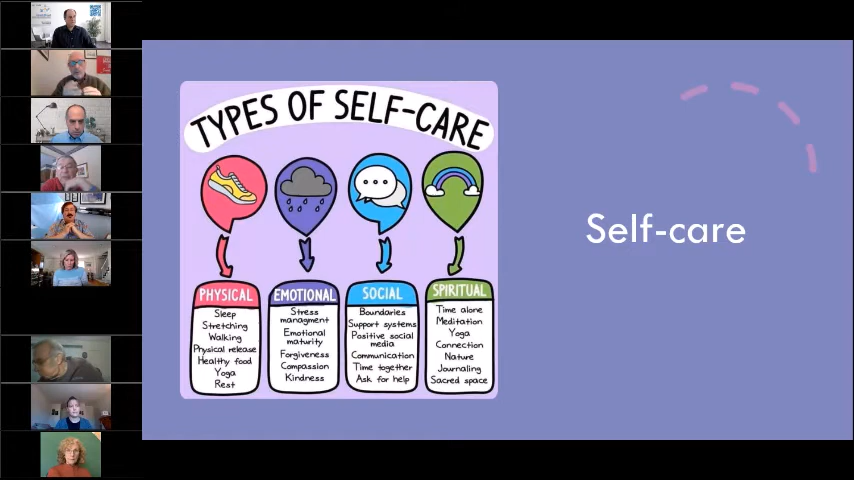 TYPES OF SELF-CARE
Self-care
PHYSICAL
Sleep
Stretching
Walking
Physical release
Healthy food
Yoga
Rest
EMOTIONAL
Stress
managment
Emotional
maturity
Forgiveness
Compassion
Kindness
SOCIAL
Boundaries
Support systems
Positive social
media
Communication
Time together
Ask for help
SPIRITUAL
Time alone
Meditation
Yoga
Connection
Nature
Journaling
Sacred space